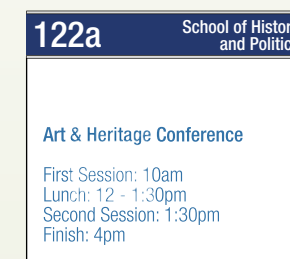 122a
School of Histor
and Politic
Art & Heritage Conference
First Session: 10am
Lunch: 12 - 1:30pm
Second Session: 1:30pm
Finish: 4pm